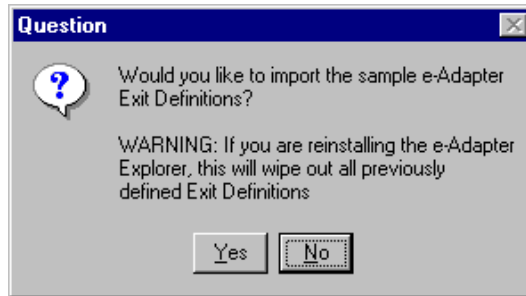 Question
Would you like to import the sample e-Adapter
Exit Definitions?
WARNING: If you are reinstalling the e-Adapter
Explorer, this will wipe out all previously
defined Exit Definitions
Yes
No